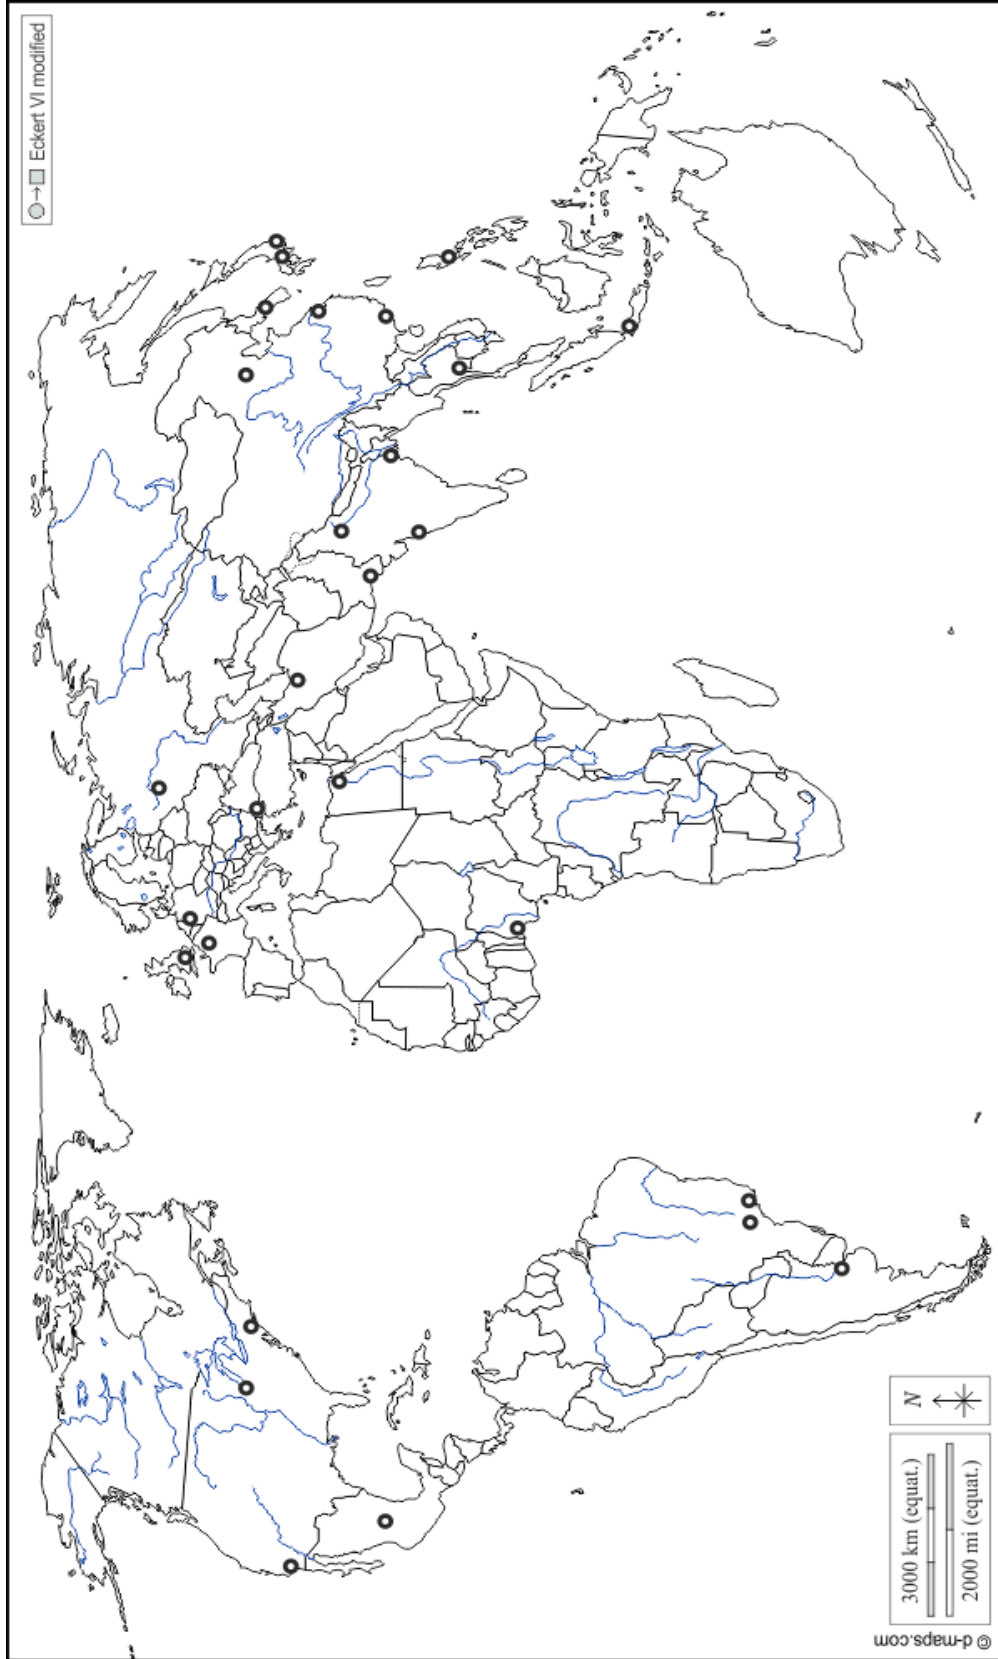 Eckert VI modified
N
3000 km (equat.)
2000 mi (equat.)
© d-maps.com